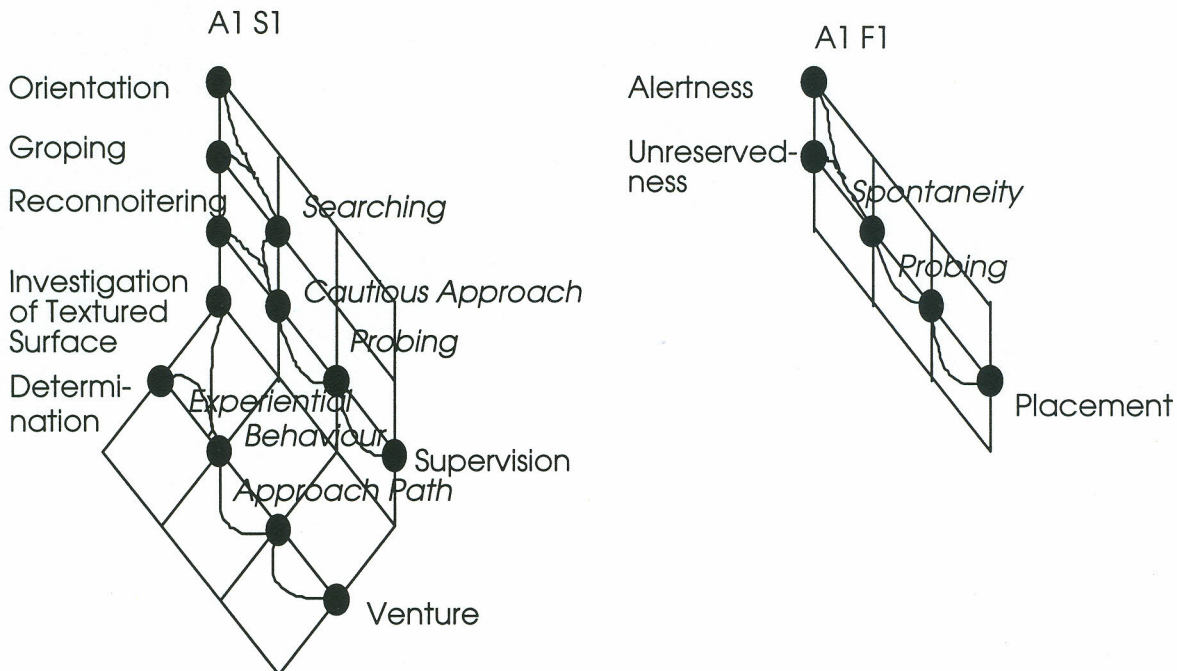 A1 S1
Orientation
Groping
Reconnoitering
Searching
Investigation
of Textured
Surface
Cautious Approach
Probing
Determi-
nation
Experiential
Behaviour
Supervision
Approach Path
Venture
A1 F1
Alertness
Unreserved-
ness
Spontaneity
Probing
Placement